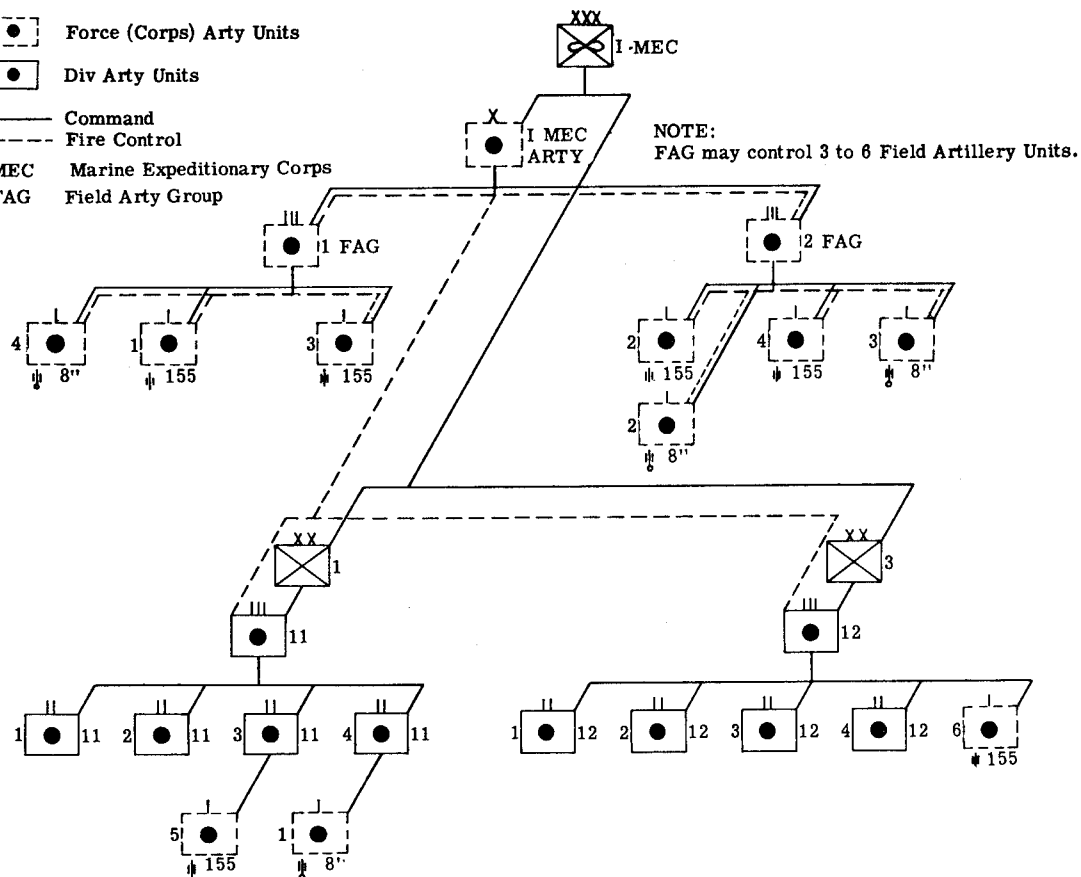 Force (Corps) Arty Units
Div Arty Units
Command
Fire Control
MEC Marine Expeditionary Corps
FAG Field Arty Group
XXX
I-MEC
X
I MEC
ARTY
NOTE:
FAG may control 3 to 6 Field Artillery Units.
III
1 FAG
III
2 FAG
I
4
8"
I
1
155
I
3
155
I
2
155
I
4
155
I
3
8"
I
2
8"
XX
1
XX
3
III
11
III
12
II
1 11
II
2 11
II
3 11
II
4 11
II
1 12
II
2 12
II
3 12
II
4 12
I
6
155
I
5
155
I
1
8"